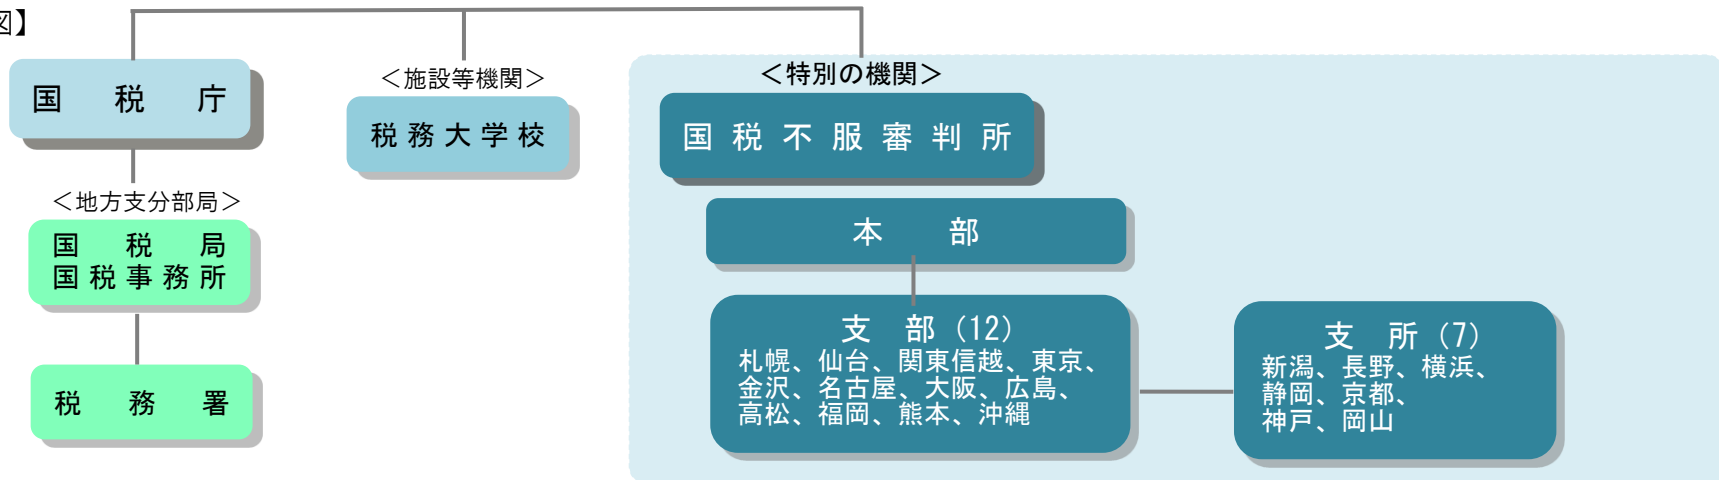 図】
国税庁
＜地方支分部局＞
国税局
国税事務所
税務署
＜施設等機関＞
税務大学校
＜特別の機関＞
国税不服審判所
本部
支部（12）
札幌、仙台、関東信越、東京、
金沢、名古屋、大阪、広島、
高松、福岡、熊本、沖縄
支所（7）
新潟、長野、横浜、
静岡、京都、
神戸、岡山